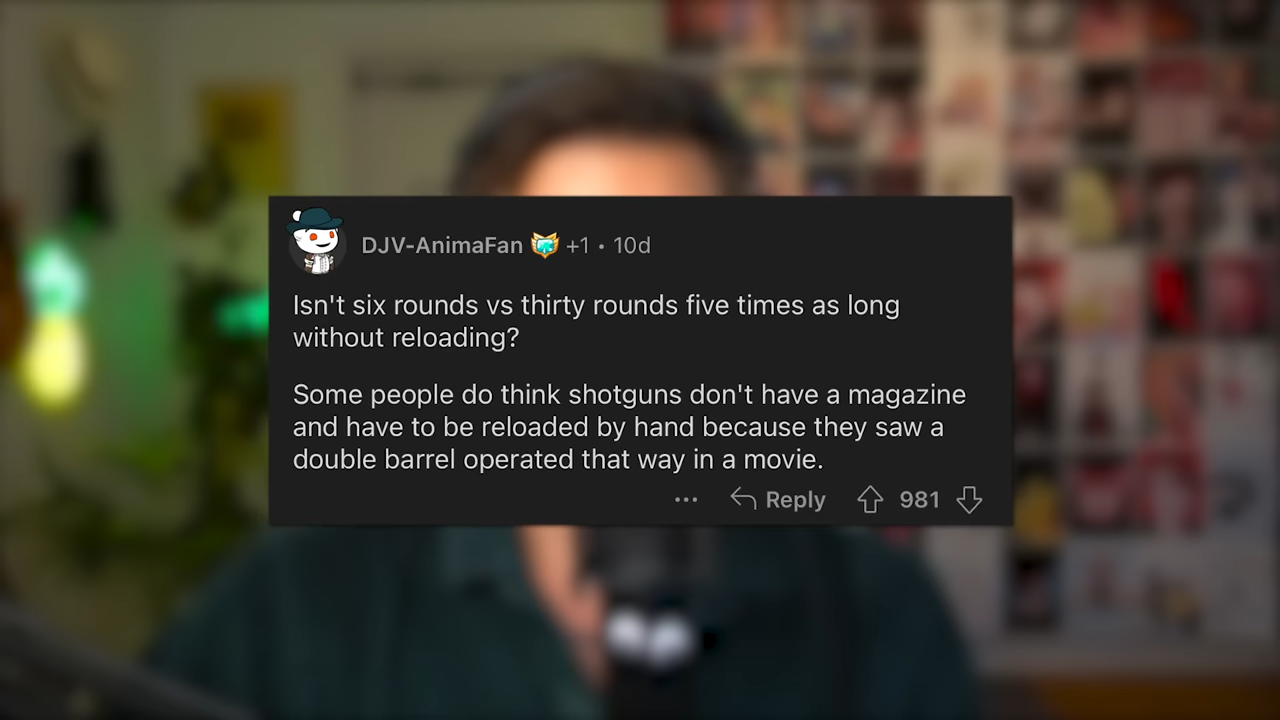 DJV-AnimaFan +1 • 10d
Isn't six rounds vs thirty rounds five times as long
without reloading?
Some people do think shotguns don't have a magazine
and have to be reloaded by hand because they saw a
double barrel operated that way in a movie.
... Reply 981